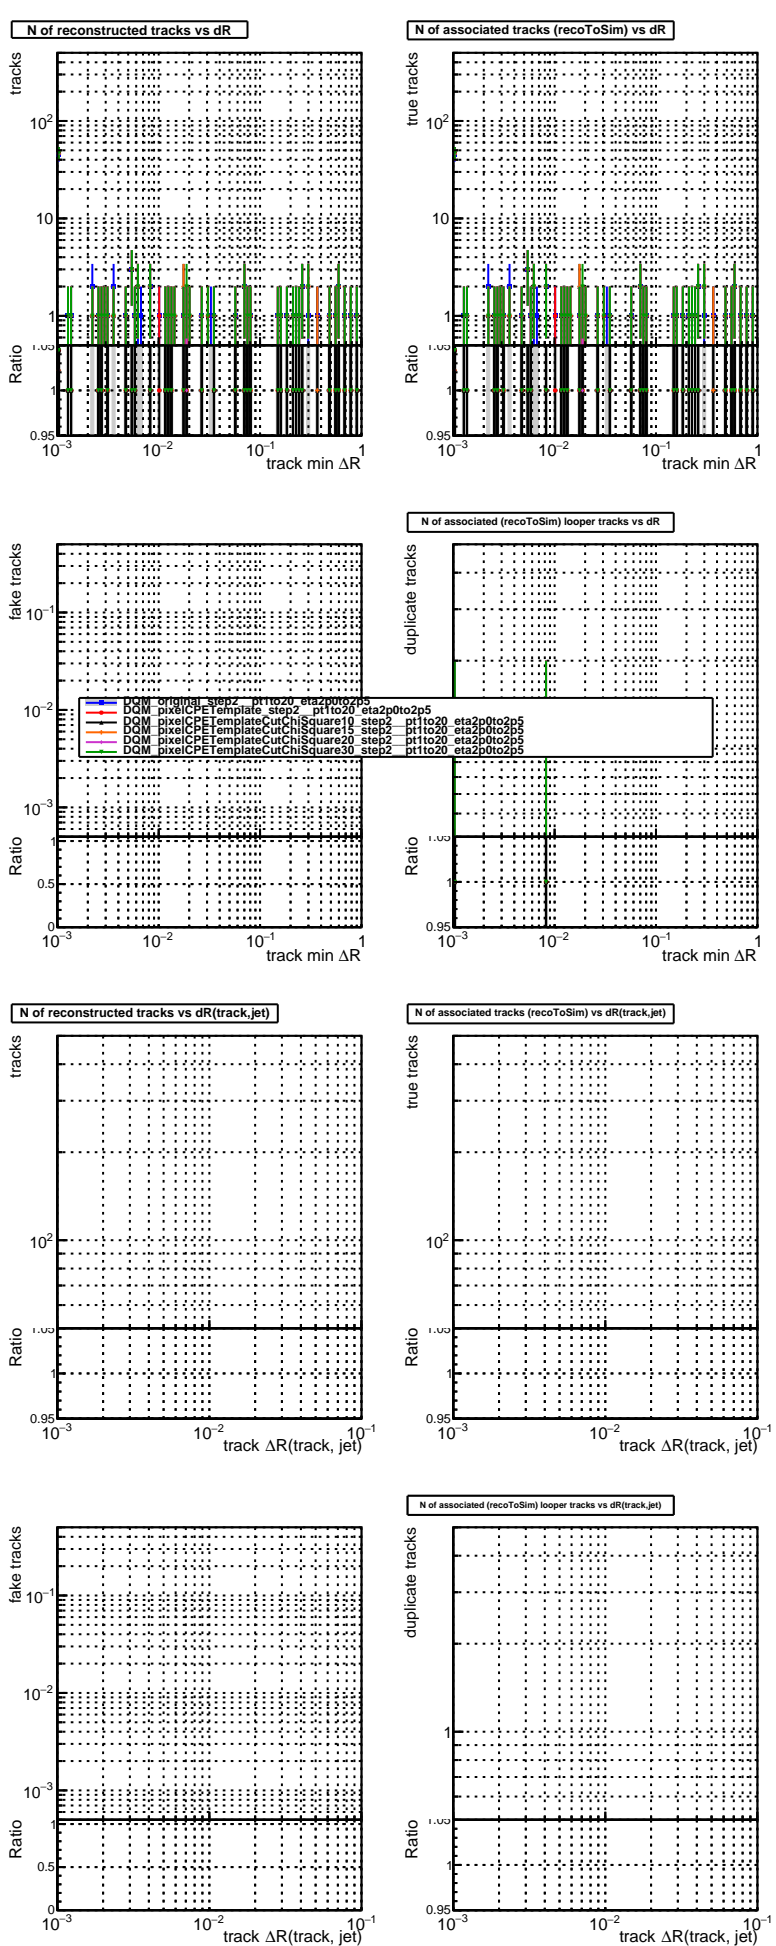 N of reconstructed tracks vs dR
tracks
10²
10
1
1.05
Ratio
1
0.95
10⁻³ 10⁻² 10⁻¹ 1
track min ΔR
N of associated tracks (recoToSim) vs dR
true tracks
10²
10
1
1.05
Ratio
1
0.95
10⁻³ 10⁻² 10⁻¹ 1
track min ΔR
fake tracks
10⁻¹
10⁻²
10⁻³
Ratio
1
0.5
0
10⁻³ 10⁻² 10⁻¹ 1
track min ΔR
N of associated (recoToSim) looper tracks vs dR
duplicate tracks
1.05
Ratio
1
0.95
10⁻³ 10⁻² 10⁻¹ 1
track min ΔR
DQM_original_step2__pt1to20_eta2p0to2p5
DQM_pixelCPETemplate_step2__pt1to20_eta2p0to2p5
DQM_pixelCPETemplateCutChiSquare10_step2__pt1to20_eta2p0to2p5
DQM_pixelCPETemplateCutChiSquare15_step2__pt1to20_eta2p0to2p5
DQM_pixelCPETemplateCutChiSquare20_step2__pt1to20_eta2p0to2p5
DQM_pixelCPETemplateCutChiSquare30_step2__pt1to20_eta2p0to2p5
N of reconstructed tracks vs dR(track,jet)
tracks
10²
1.05
Ratio
1
0.95
10⁻³ 10⁻² 10⁻¹
track ΔR(track, jet)
N of associated tracks (recoToSim) vs dR(track,jet)
true tracks
10²
1.05
Ratio
1
0.95
10⁻³ 10⁻² 10⁻¹
track ΔR(track, jet)
fake tracks
10⁻¹
10⁻²
10⁻³
Ratio
1
0.5
0
10⁻³ 10⁻² 10⁻¹
track ΔR(track, jet)
N of associated (recoToSim) looper tracks vs dR(track,jet)
duplicate tracks
1
1.05
Ratio
1
0.95
10⁻³ 10⁻² 10⁻¹
track ΔR(track, jet)